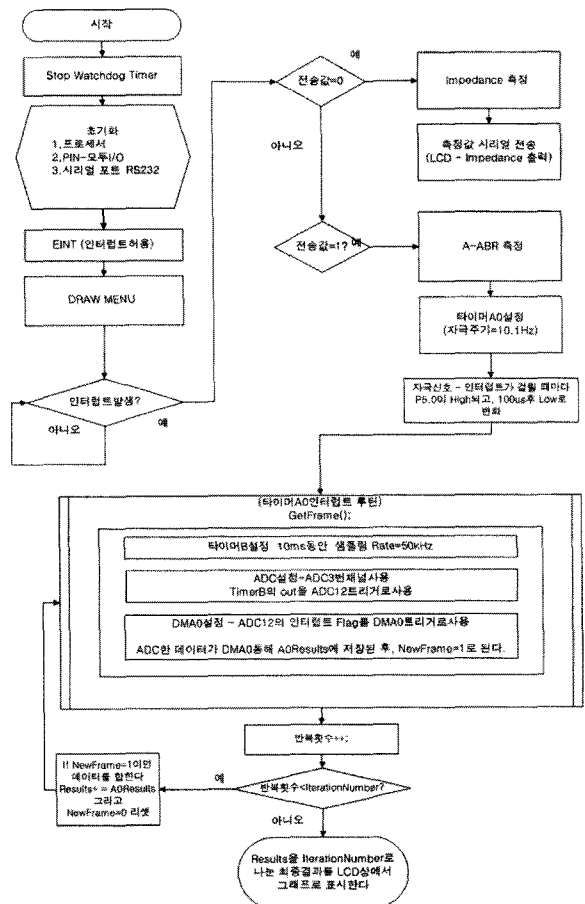 시작
Stop Watchdog Timer
초기화
1.프로세서
2.PIN-모두I/O
3.시리얼 포트 RS232
EINT (인터럽트허용)
DRAW MENU
인터럽트발생?
아니오
예
전송값=0
예
아니오
Impedance 측정
측정값 시리얼 전송
(LCD - Impedance 출력)
전송값=1?
예
A-ABR 측정
타이머A0설정
(자극주기=10.1Hz)
자극신호 - 인터럽트가 걸릴 때마다
P5.0이 High되고, 100us후 Low로
변화
(타이머A0인터럽트 루틴)
GetFrame();
타이머B설정 10ms동안 샘플링 Rate=50kHz
ADC설정-ADC3번채널사용
TimerB의 out을 ADC12트리거로사용
DMA0설정 - ADC12의 인터럽트 Flag를 DMA0트리거로사용
ADC한 데이터가 DMA0통해 A0Results에 저장된 후, NewFrame=1로 된다.
반복횟수++;
반복횟수<IterationNumber?
예
아니오
If NewFrame=1이면
데이터를 합한다
Results+ = A0Results
그리고
NewFrame=0 리셋
Results을 IterationNumber로
나눈 최종결과를 LCD상에서
그래프로 표시한다